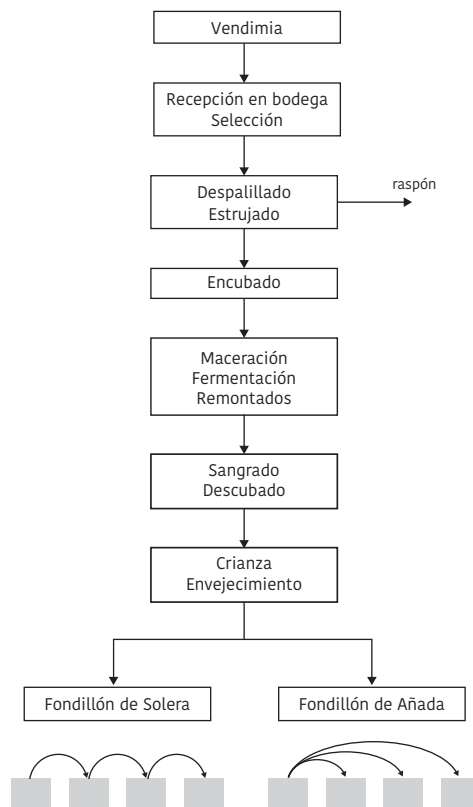 Vendimia
Recepción en bodega
Selección
Despalillado
Estrujado
raspón
Encubado
Maceración
Fermentación
Remontados
Sangrado
Descubado
Crianza
Envejecimiento
Fondillón de Solera
Fondillón de Añada